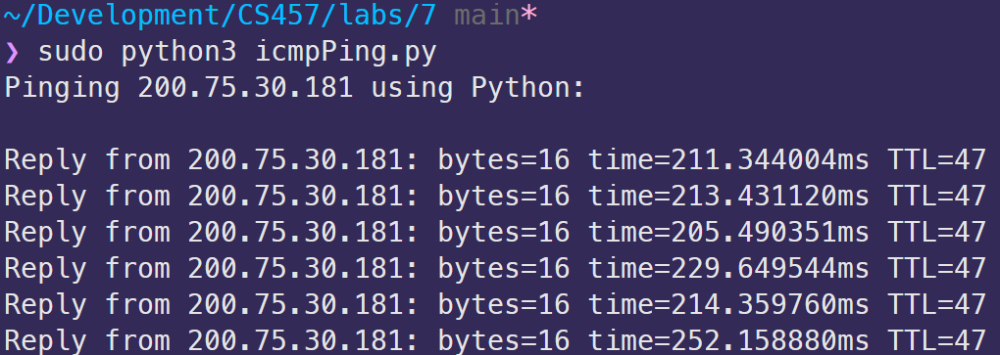 ~/Development/CS457/labs/7 main*
❯ sudo python3 icmpPing.py
Pinging 200.75.30.181 using Python:

Reply from 200.75.30.181: bytes=16 time=211.344004ms TTL=47
Reply from 200.75.30.181: bytes=16 time=213.431120ms TTL=47
Reply from 200.75.30.181: bytes=16 time=205.490351ms TTL=47
Reply from 200.75.30.181: bytes=16 time=229.649544ms TTL=47
Reply from 200.75.30.181: bytes=16 time=214.359760ms TTL=47
Reply from 200.75.30.181: bytes=16 time=252.158880ms TTL=47